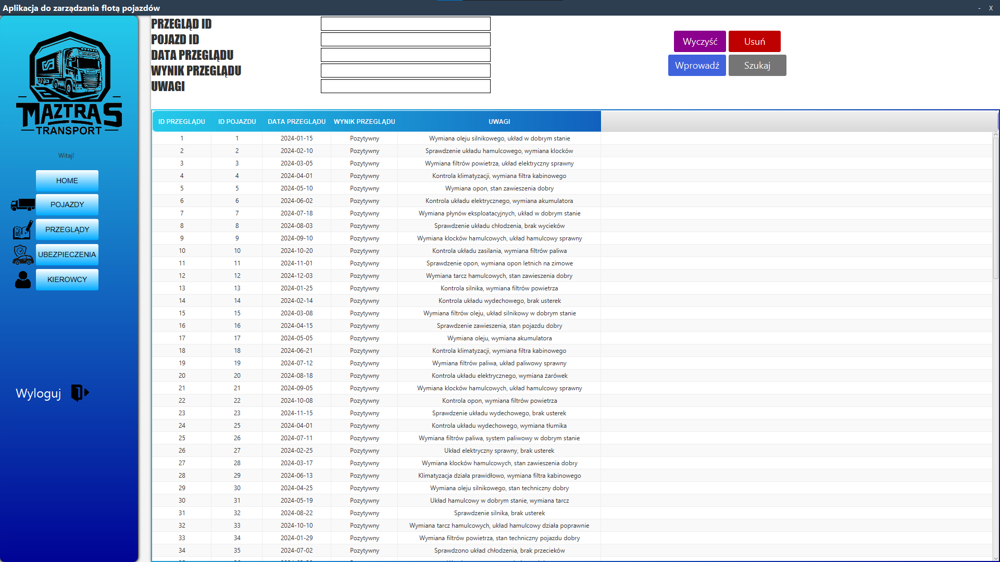 Aplikacja do zarządzania flotą pojazdów - X
MAZTRAS
TRANSPORT
Witaj!
HOME
POJAZDY
PRZEGLĄDY
UBEZPIECZENIA
KIEROWCY
Wyloguj
PRZEGLĄD ID
POJAZD ID
DATA PRZEGLĄDU
WYNIK PRZEGLĄDU
UWAGI
Wyczyść Usuń
Wprowadź Szukaj
ID PRZEGLĄDU ID POJAZDU DATA PRZEGLĄDU WYNIK PRZEGLĄDU UWAGI
1 1 2024-01-15 Pozytywny Wymiana oleju silnikowego, układ w dobrym stanie
2 2 2024-02-10 Pozytywny Sprawdzenie układu hamulcowego, wymiana klocków
3 3 2024-03-05 Pozytywny Wymiana filtrów powietrza, układ elektryczny sprawny
4 4 2024-04-01 Pozytywny Kontrola klimatyzacji, wymiana filtra kabinowego
5 5 2024-05-10 Pozytywny Wymiana opon, stan zawieszenia dobry
6 6 2024-06-02 Pozytywny Kontrola układu elektrycznego, wymiana akumulatora
7 7 2024-07-18 Pozytywny Wymiana płynów eksploatacyjnych, układ w dobrym stanie
8 8 2024-08-03 Pozytywny Sprawdzenie układu chłodzenia, brak wycieków
9 9 2024-09-10 Pozytywny Wymiana klocków hamulcowych, układ hamulcowy sprawny
10 10 2024-10-20 Pozytywny Kontrola układu zasilania, wymiana filtrów paliwa
11 11 2024-11-01 Pozytywny Sprawdzenie opon, wymiana opon letnich na zimowe
12 12 2024-12-03 Pozytywny Wymiana tarcz hamulcowych, stan zawieszenia dobry
13 13 2024-01-25 Pozytywny Kontrola silnika, wymiana filtrów powietrza
14 14 2024-02-14 Pozytywny Kontrola układu wydechowego, brak usterek
15 15 2024-03-08 Pozytywny Wymiana filtrów oleju, układ silnikowy w dobrym stanie
16 16 2024-04-15 Pozytywny Sprawdzenie zawieszenia, stan pojazdu dobry
17 17 2024-05-05 Pozytywny Wymiana oleju, wymiana akumulatora
18 18 2024-06-21 Pozytywny Kontrola klimatyzacji, wymiana filtra kabinowego
19 19 2024-07-12 Pozytywny Wymiana filtrów paliwa, układ paliwowy sprawny
20 20 2024-08-18 Pozytywny Kontrola układu elektrycznego, wymiana żarówek
21 21 2024-09-05 Pozytywny Wymiana klocków hamulcowych, układ hamulcowy sprawny
22 22 2024-10-08 Pozytywny Kontrola opon, wymiana filtrów powietrza
23 23 2024-11-15 Pozytywny Sprawdzenie układu wydechowego, brak usterek
24 25 2024-04-01 Pozytywny Kontrola układu wydechowego, wymiana tłumika
25 26 2024-07-11 Pozytywny Wymiana filtrów paliwa, system paliwowy w dobrym stanie
26 27 2024-02-25 Pozytywny Układ elektryczny sprawny, brak usterek
27 28 2024-03-17 Pozytywny Wymiana klocków hamulcowych, stan zawieszenia dobry
28 29 2024-06-13 Pozytywny Klimatyzacja działa prawidłowo, wymiana filtra kabinowego
29 30 2024-04-25 Pozytywny Wymiana oleju silnikowego, stan techniczny dobry
30 31 2024-05-19 Pozytywny Układ hamulcowy w dobrym stanie, wymiana tarcz
31 32 2024-08-22 Pozytywny Sprawdzenie silnika, brak usterek
32 33 2024-10-10 Pozytywny Wymiana tarcz hamulcowych, układ hamulcowy działa poprawnie
33 34 2024-01-29 Pozytywny Wymiana filtrów powietrza, stan techniczny pojazdu dobry
34 35 2024-07-02 Pozytywny Sprawdzono układ chłodzenia, brak przecieków